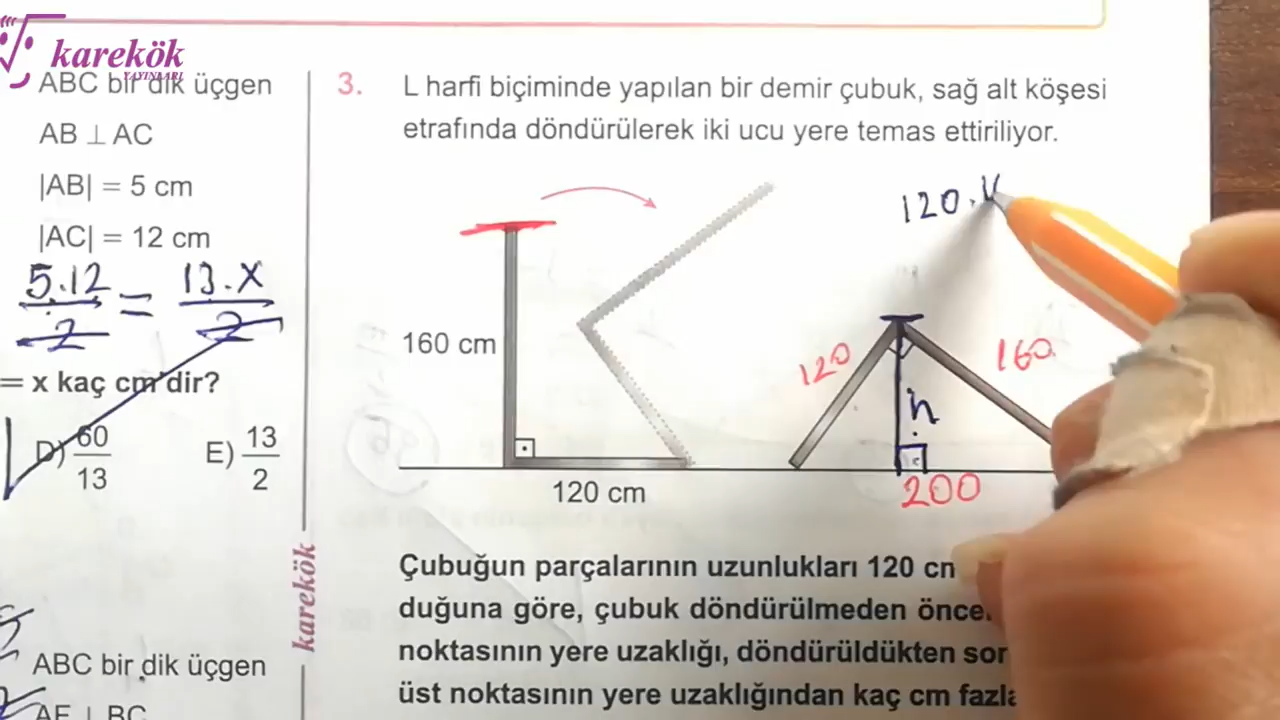 karekök
YAYINLARI
ABC bir dik üçgen
AB ⊥ AC
|AB| = 5 cm
|AC| = 12 cm
5.12/2 = 13.x/2
= x kaç cm'dir?
D) 60/13 E) 13/2
ABC bir dik üçgen
AE ⊥ BC
karekök
3. L harfi biçiminde yapılan bir demir çubuk, sağ alt köşesi
etrafında döndürülerek iki ucu yere temas ettiriliyor.
120.
160 cm
120 cm
120
160
h
200
Çubuğun parçalarının uzunlukları 120 cm
duğuna göre, çubuk döndürülmeden önce
noktasının yere uzaklığı, döndürüldükten sor
üst noktasının yere uzaklığından kaç cm fazla